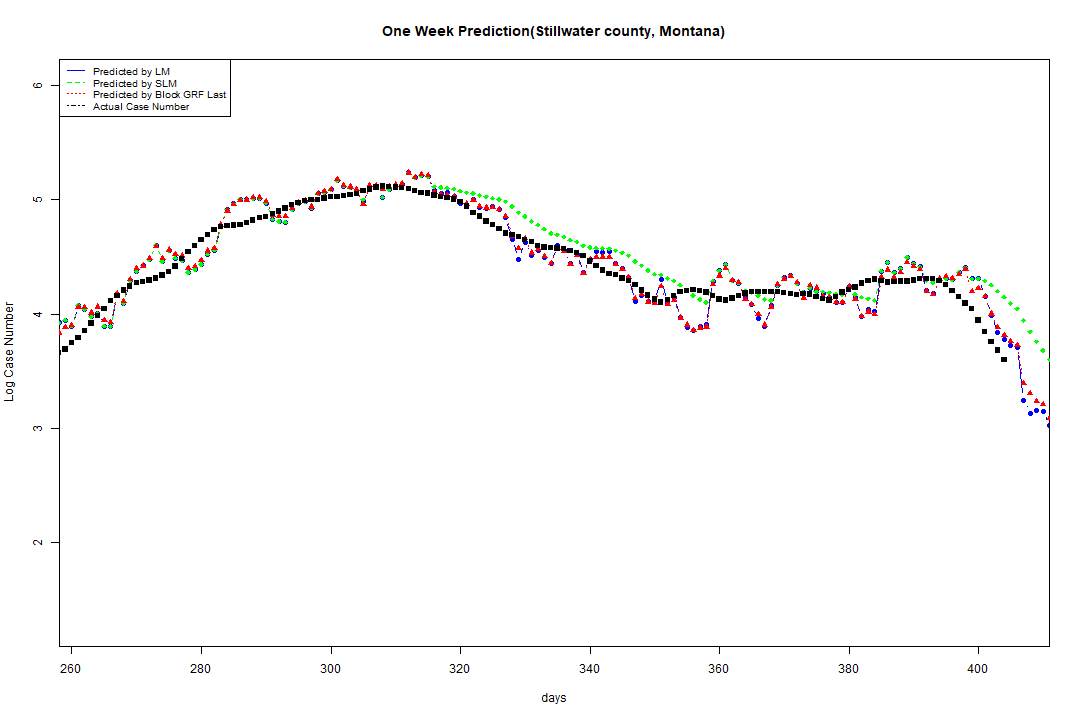 One Week Prediction(Stillwater county, Montana)
Predicted by LM
Predicted by SLM
Predicted by Block GRF Last
Actual Case Number
6
5
4
3
2
Log Case Number
260 280 300 320 340 360 380 400
days